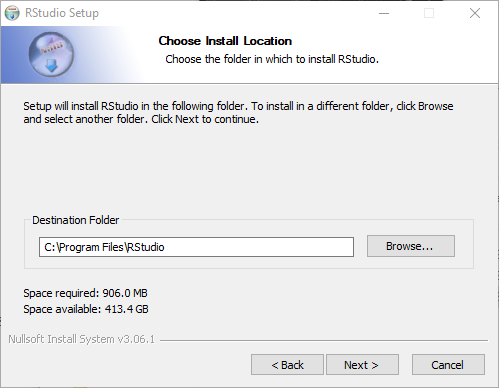 RStudio Setup
Choose Install Location
Choose the folder in which to install RStudio.
Setup will install RStudio in the following folder. To install in a different folder, click Browse
and select another folder. Click Next to continue.
Destination Folder
C:\Program Files\RStudio
Browse...
Space required: 906.0 MB
Space available: 413.4 GB
Nullsoft Install System v3.06.1
< Back
Next >
Cancel